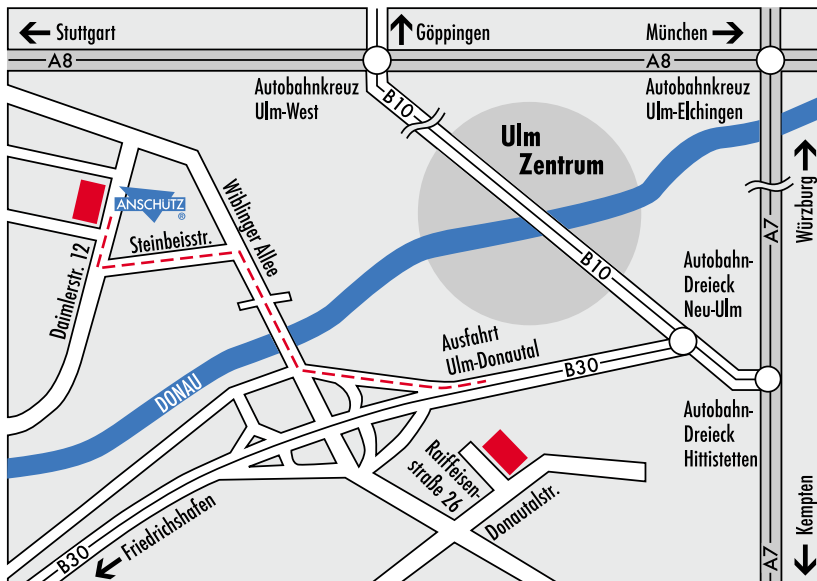 Stuttgart
Göppingen
München
A8
A8
Autobahnkreuz
Ulm-West
B10
Autobahnkreuz
Ulm-Elchingen
Ulm
Zentrum
Würzburg
ANSCHÜTZ
®
Wiblinger Allee
Steinbeisstr.
Daimlerstr. 12
A7
B10
Autobahn-
Dreieck
Neu-Ulm
Ausfahrt
Ulm-Donautal
B30
DONAU
Autobahn-
Dreieck
Hittistetten
Raiffeisen-
straße 26
Donautalstr.
Kempten
Friedrichshafen
B30
A7